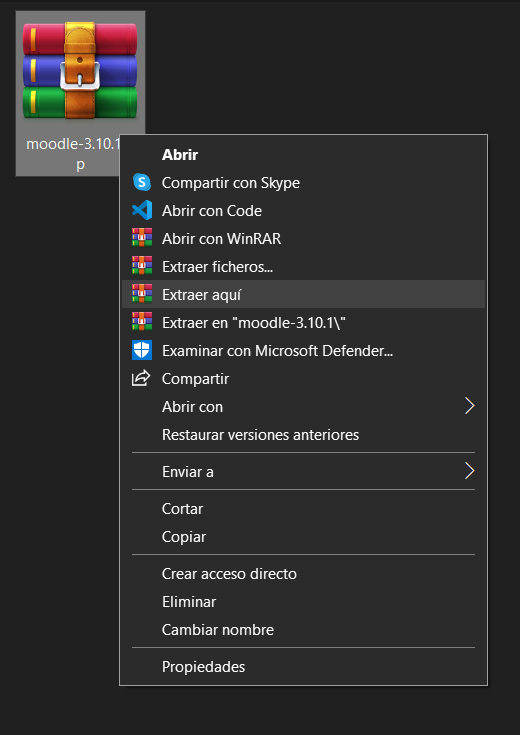 moodle-3.10.1
p
Abrir
Compartir con Skype
Abrir con Code
Abrir con WinRAR
Extraer ficheros...
Extraer aquí
Extraer en "moodle-3.10.1\"
Examinar con Microsoft Defender...
Compartir
Abrir con
Restaurar versiones anteriores
Enviar a
Cortar
Copiar
Crear acceso directo
Eliminar
Cambiar nombre
Propiedades